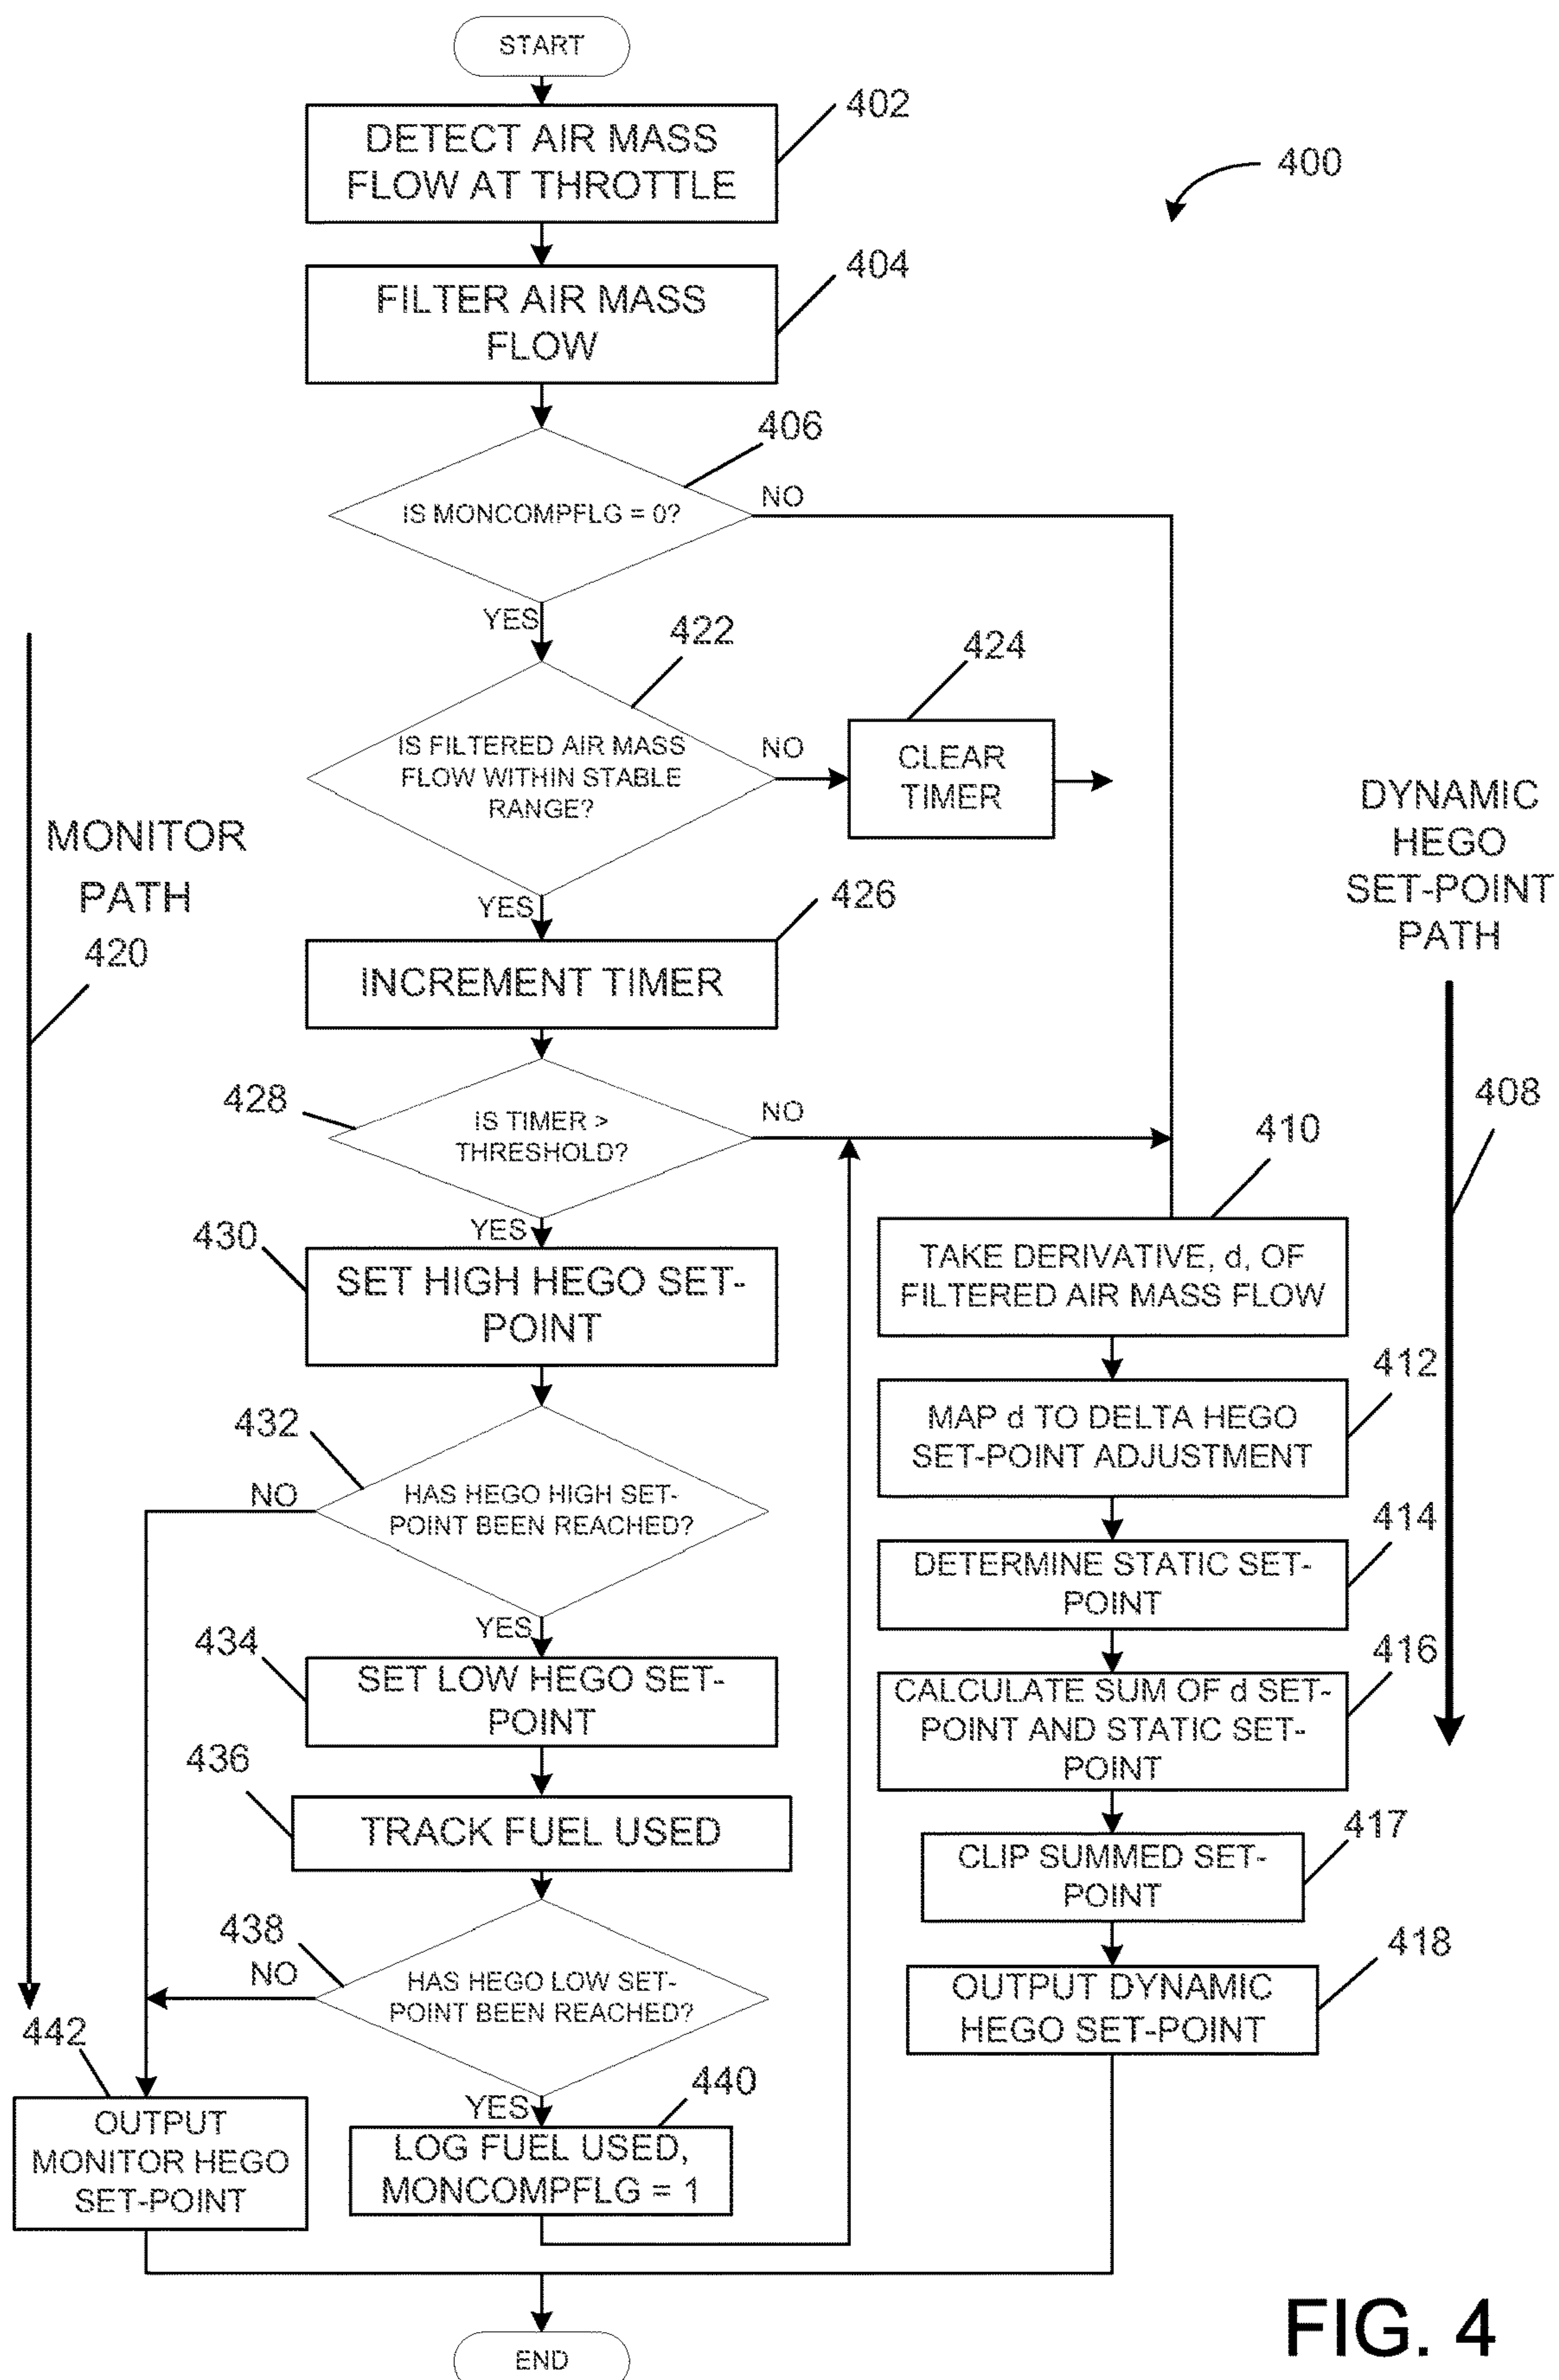 START
DETECT AIR MASS
FLOW AT THROTTLE
402
400
FILTER AIR MASS
FLOW
404
406
IS MONCOMPFLG = 0?
NO
YES
422
424
IS FILTERED AIR MASS
FLOW WITHIN STABLE
RANGE?
NO
CLEAR
TIMER
MONITOR
PATH
420
DYNAMIC
HEGO
SET-POINT
PATH
YES
426
INCREMENT TIMER
428
IS TIMER >
THRESHOLD?
NO
408
410
YES
430
SET HIGH HEGO SET-
POINT
TAKE DERIVATIVE, d, OF
FILTERED AIR MASS FLOW
412
MAP d TO DELTA HEGO
SET-POINT ADJUSTMENT
432
NO
HAS HEGO HIGH SET-
POINT BEEN REACHED?
414
DETERMINE STATIC SET-
POINT
YES
434
SET LOW HEGO SET-
POINT
416
CALCULATE SUM OF d SET-
POINT AND STATIC SET-
POINT
436
TRACK FUEL USED
417
CLIP SUMMED SET-
POINT
438
NO
HAS HEGO LOW SET-
POINT BEEN REACHED?
418
OUTPUT DYNAMIC
HEGO SET-POINT
442
YES
440
OUTPUT
MONITOR HEGO
SET-POINT
LOG FUEL USED,
MONCOMPFLG = 1
END
FIG. 4